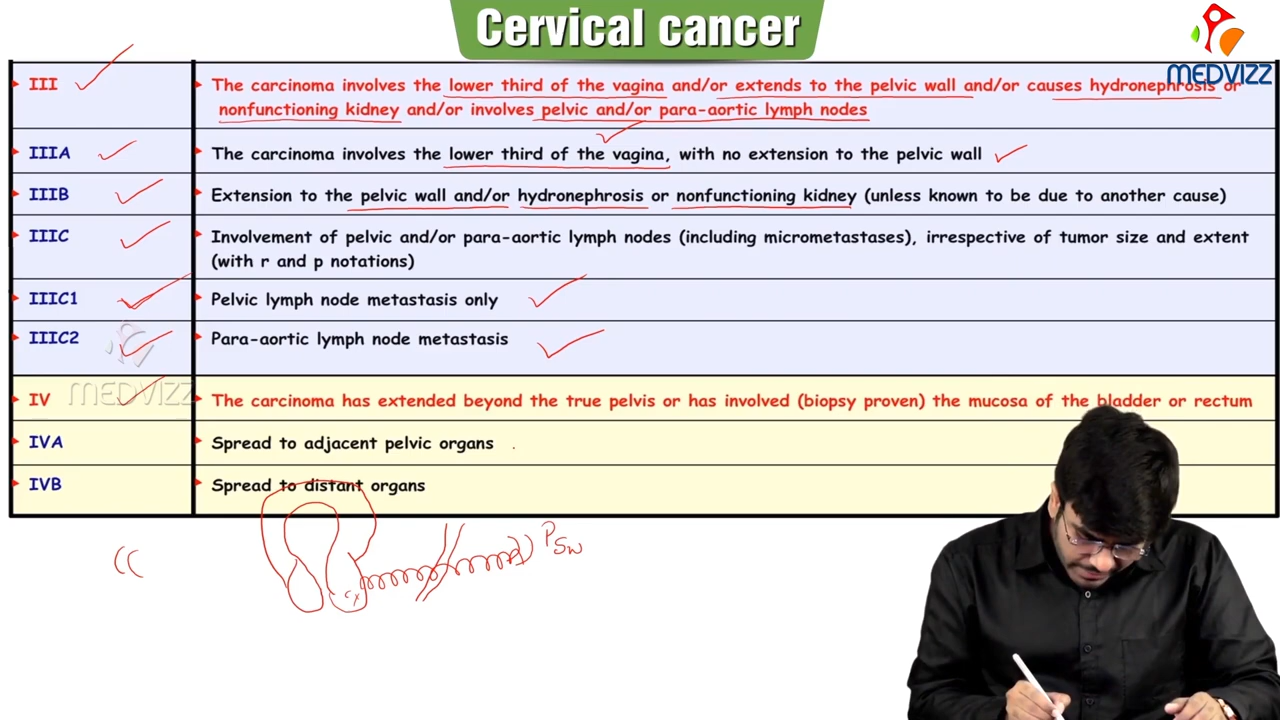 Cervical cancer
MEDVIZZ
III
The carcinoma involves the lower third of the vagina and/or extends to the pelvic wall and/or causes hydronephrosis or
nonfunctioning kidney and/or involves pelvic and/or para-aortic lymph nodes
IIIA
The carcinoma involves the lower third of the vagina, with no extension to the pelvic wall
IIIB
Extension to the pelvic wall and/or hydronephrosis or nonfunctioning kidney (unless known to be due to another cause)
IIIC
Involvement of pelvic and/or para-aortic lymph nodes (including micrometastases), irrespective of tumor size and extent
(with r and p notations)
IIIC1
Pelvic lymph node metastasis only
IIIC2
Para-aortic lymph node metastasis
MEDVIZZ
IV
The carcinoma has extended beyond the true pelvis or has involved (biopsy proven) the mucosa of the bladder or rectum
IVA
Spread to adjacent pelvic organs
IVB
Spread to distant organs
PSW